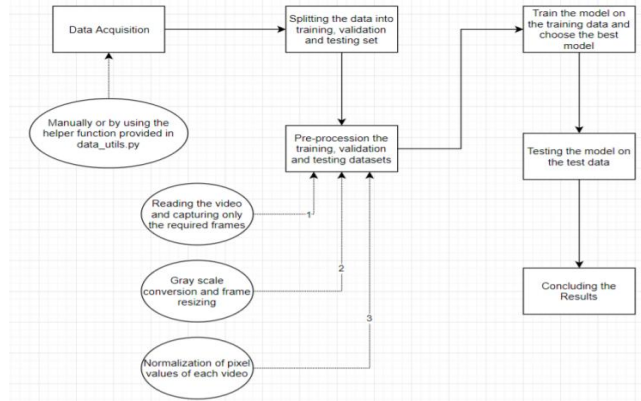 Data Acquisition
Splitting the data into
training, validation
and testing set
Train the model on
the training data and
choose the best
model
Manually or by using the
helper function provided in
data_utils.py
Pre-procession the
training, validation
and testing datasets
Testing the model on
the test data
Reading the video
and capturing only
the required frames
1
Gray scale
conversion and frame
resizing
2
Concluding the
Results
3
Normalization of pixel
values of each video